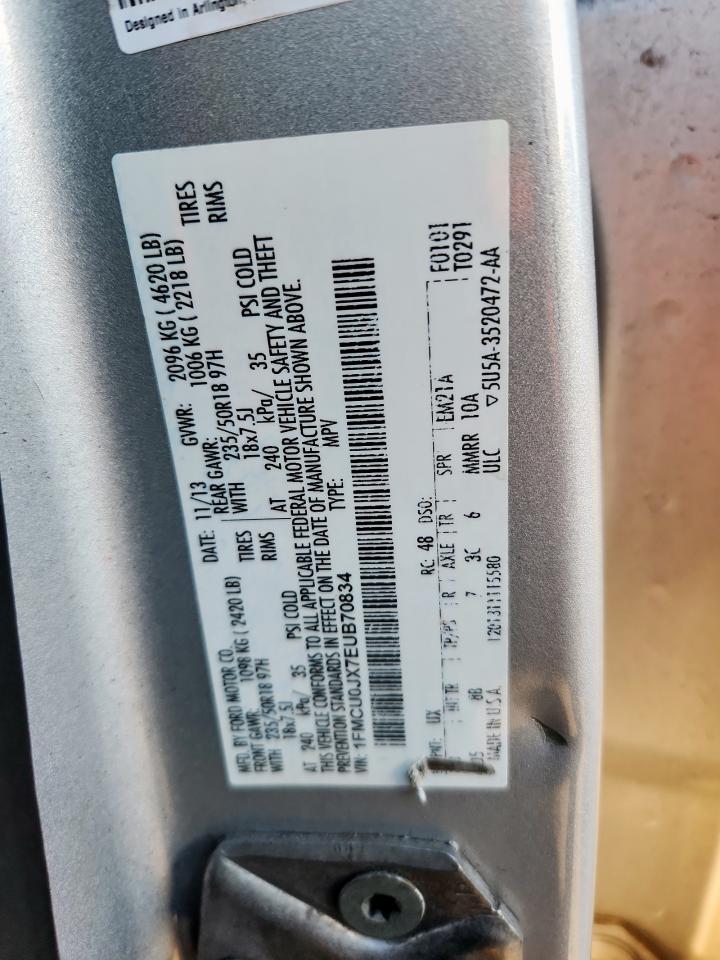 Designed in Arlington,
MFD. BY FORD MOTOR CO. DATE: 11/13 GVWR: 2096 KG ( 4620 LB)
FRONT GAWR: 1098 KG ( 2420 LB) REAR GAWR: 1006 KG ( 2218 LB)
WITH 235/50R18 97H TIRES WITH 235/50R18 97H TIRES
18x7.5J RIMS 18x7.5J RIMS
AT 240 kPa/ 35 PSI COLD AT 240 kPa/ 35 PSI COLD
THIS VEHICLE CONFORMS TO ALL APPLICABLE FEDERAL MOTOR VEHICLE SAFETY AND THEFT
PREVENTION STANDARDS IN EFFECT ON THE DATE OF MANUFACTURE SHOWN ABOVE.
VIN: 1FMCU0JX7EUB70834 TYPE: MPV
F0101
T0291
RC: 48 DSO:
PNT: UX
AXLE TR SPR EM21A
8B 7 3C 6 MMRR 10A
MADE IN U.S.A. ULC ▽5U5A-3520472-AA